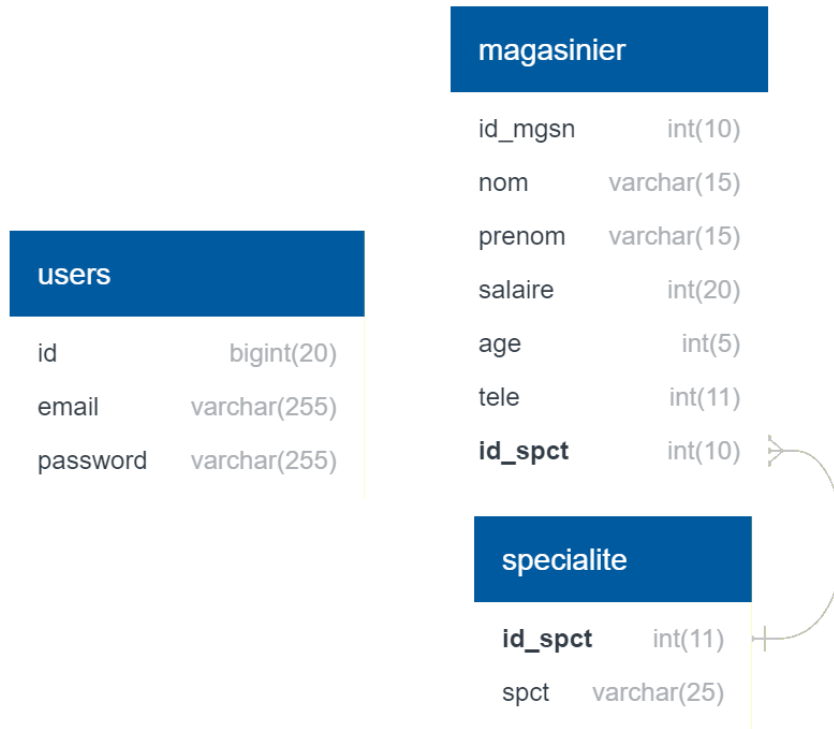 magasinier
id_mgsn int(10)
nom varchar(15)
prenom varchar(15)
salaire int(20)
age int(5)
tele int(11)
id_spct int(10)
users
id bigint(20)
email varchar(255)
password varchar(255)
specialite
id_spct int(11)
spct varchar(25)